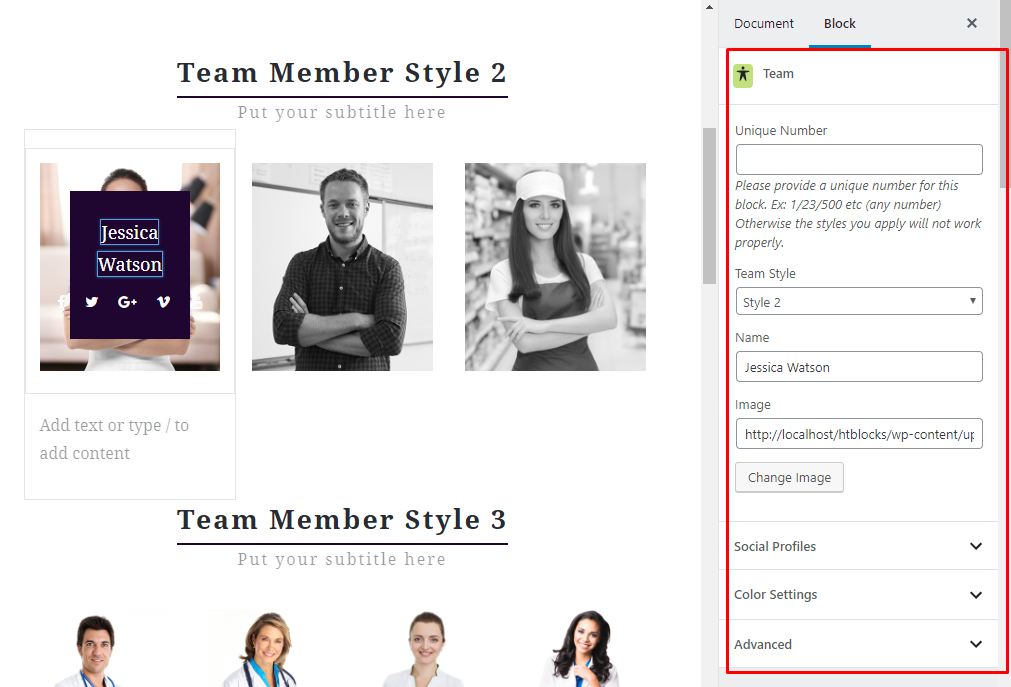 Team Member Style 2
Put your subtitle here
Jessica
Watson
Add text or type / to
add content
Team Member Style 3
Put your subtitle here
Document
Block
Team
Unique Number
Please provide a unique number for this
block. Ex: 1/23/500 etc (any number)
Otherwise the styles you apply will not work
properly.
Team Style
Style 2
Name
Jessica Watson
Image
http://localhost/htblocks/wp-content/up
Change Image
Social Profiles
Color Settings
Advanced